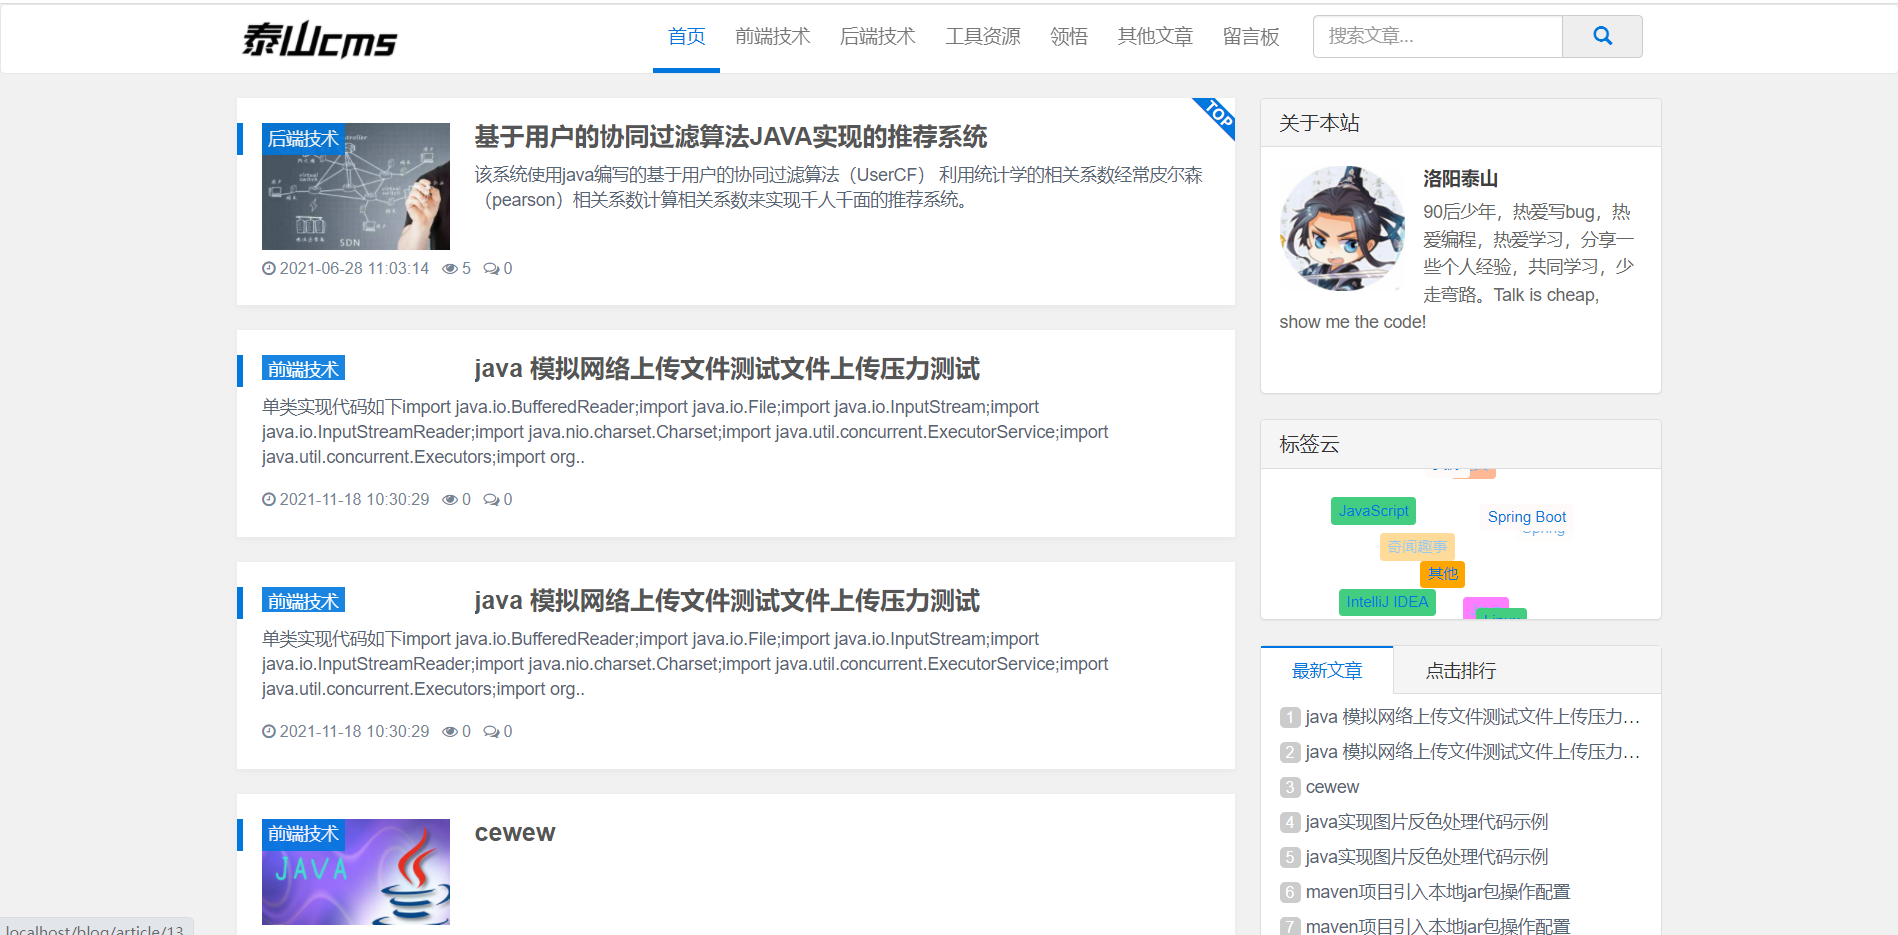 泰山cms
首页 前端技术 后端技术 工具资源 领悟 其他文章 留言板 搜索文章...
后端技术
SDN
基于用户的协同过滤算法JAVA实现的推荐系统
TOP
该系统使用java编写的基于用户的协同过滤算法（UserCF） 利用统计学的相关系数经常皮尔森
（pearson）相关系数计算相关系数来实现千人千面的推荐系统。
2021-06-28 11:03:14 5 0
前端技术
java 模拟网络上传文件测试文件上传压力测试
单类实现代码如下import java.io.BufferedReader;import java.io.File;import java.io.InputStream;import
java.io.InputStreamReader;import java.nio.charset.Charset;import java.util.concurrent.ExecutorService;import
java.util.concurrent.Executors;import org..
2021-11-18 10:30:29 0 0
前端技术
java 模拟网络上传文件测试文件上传压力测试
单类实现代码如下import java.io.BufferedReader;import java.io.File;import java.io.InputStream;import
java.io.InputStreamReader;import java.nio.charset.Charset;import java.util.concurrent.ExecutorService;import
java.util.concurrent.Executors;import org..
2021-11-18 10:30:29 0 0
前端技术
JAVA
cewew
关于本站
洛阳泰山
90后少年，热爱写bug，热
爱编程，热爱学习，分享一
些个人经验，共同学习，少
走弯路。Talk is cheap,
show me the code!
标签云
JavaScript
Spring Boot
Spring
奇闻趣事
其他
IntelliJ IDEA
Linux
最新文章 点击排行
1 java 模拟网络上传文件测试文件上传压力...
2 java 模拟网络上传文件测试文件上传压力...
3 cewew
4 java实现图片反色处理代码示例
5 java实现图片反色处理代码示例
6 maven项目引入本地jar包操作配置
7 maven项目引入本地jar包操作配置
localhost/blog/article/13